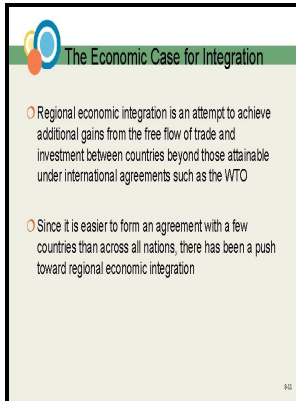 The Economic Case for Integration
Regional economic integration is an attempt to achieve
additional gains from the free flow of trade and
investment between countries beyond those attainable
under international agreements such as the WTO
Since it is easier to form an agreement with a few
countries than across all nations, there has been a push
toward regional economic integration